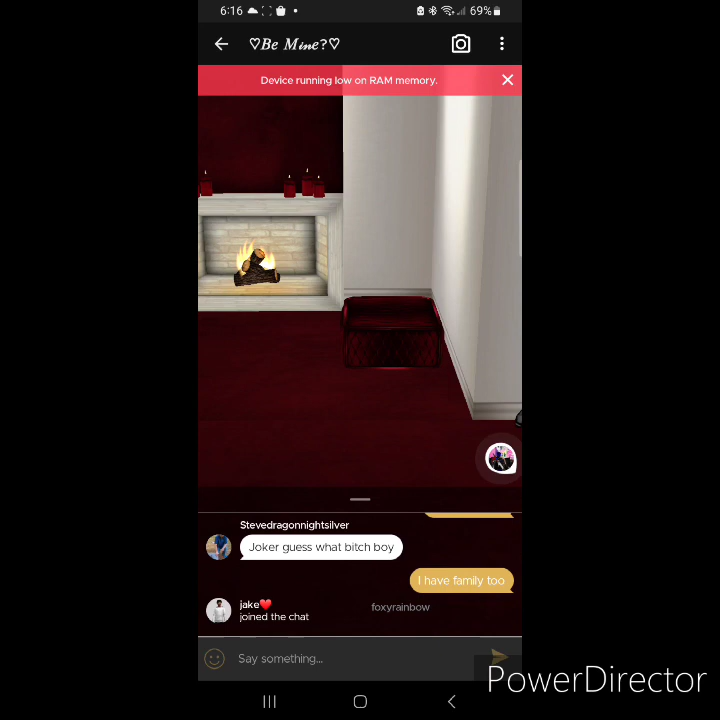 6:16
69%
♡𝑩𝒆 𝑴𝒊𝒏𝒆?♡
Device running low on RAM memory.
Stevedragonnightsilver
Joker guess what bitch boy
I have family too
jake❤️
joined the chat
foxyrainbow
Say something...
PowerDirector